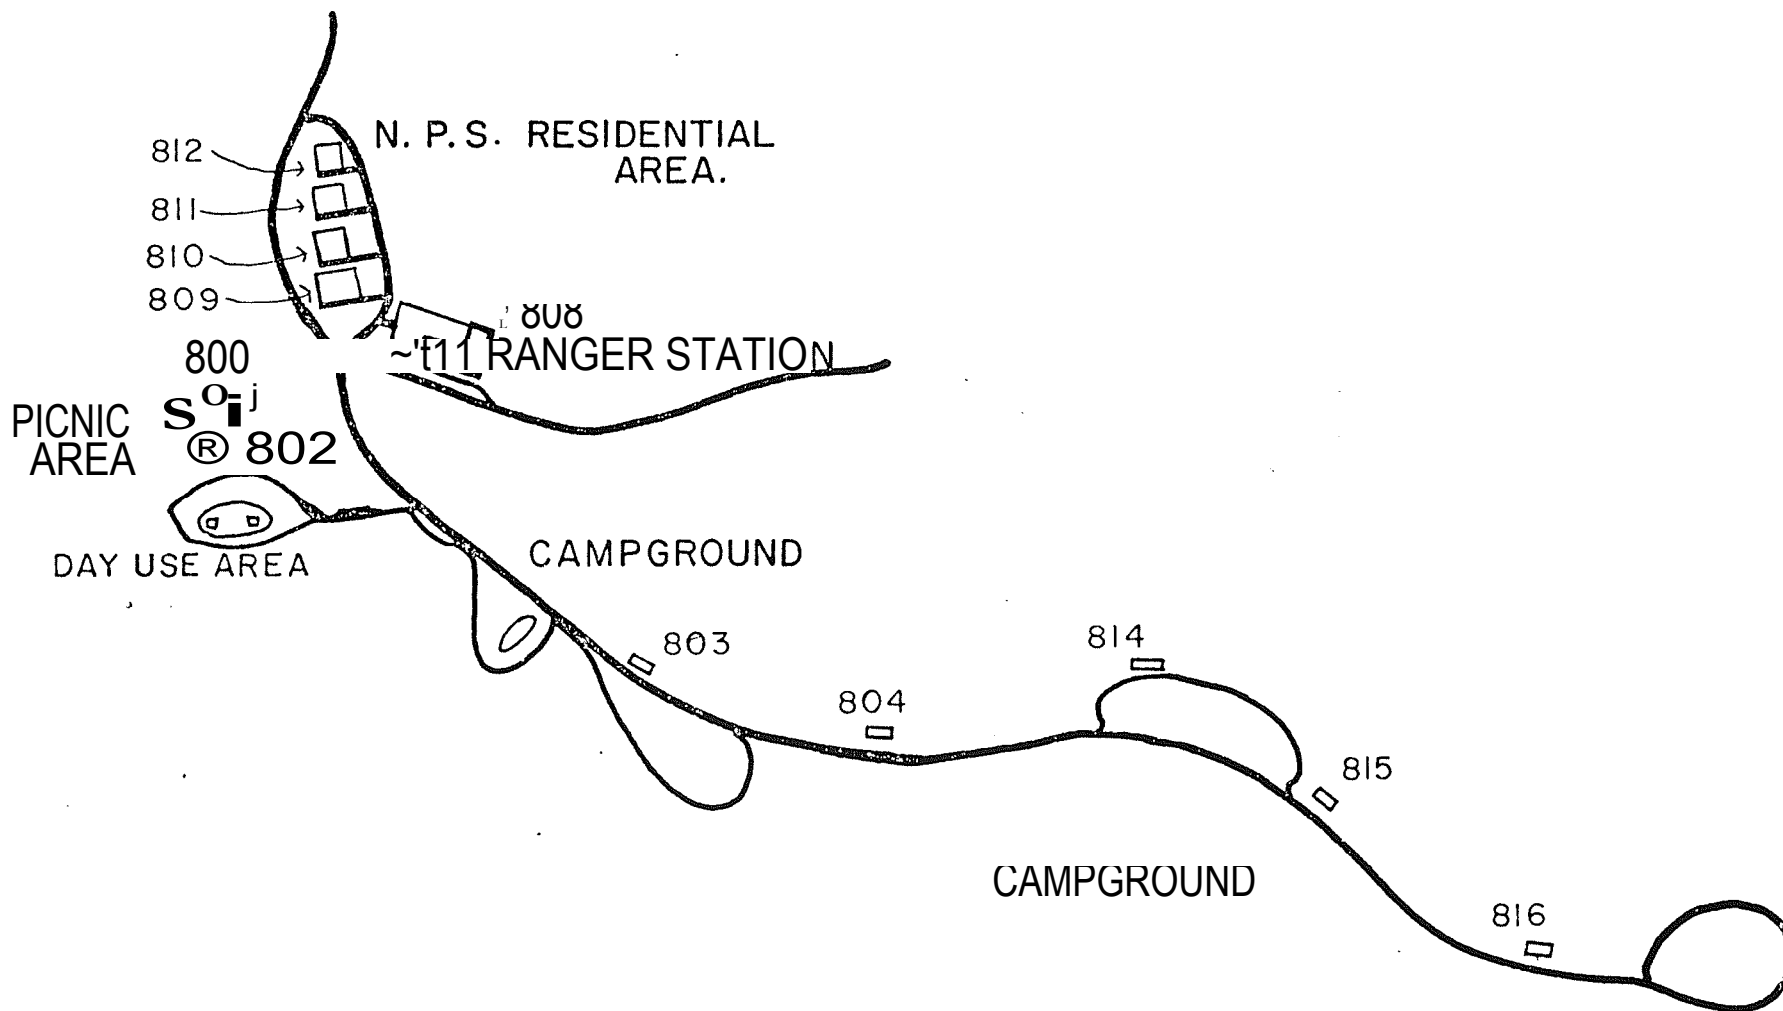 N. P. S. RESIDENTIAL
AREA.
812
811
810
809
808
RANGER STATION
800
PICNIC
AREA
® 802
DAY USE AREA
CAMPGROUND
803
804
814
815
CAMPGROUND
816